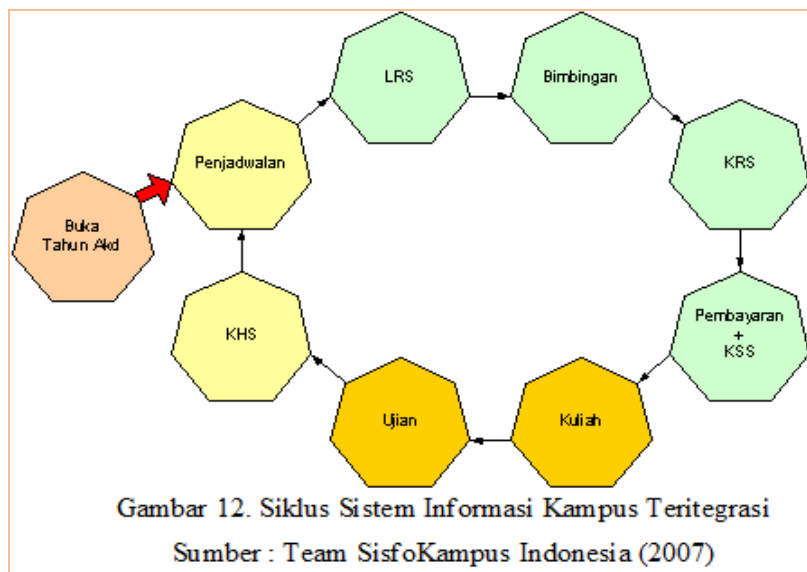 LRS
Bimbingan
Penjadwalan
KRS
Buka
Tahun Akd
Pembayaran
+
KSS
KHS
Ujian
Kuliah
Gambar 12. Siklus Sistem Informasi Kampus Teritegrasi
Sumber : Team SisfoKampus Indonesia (2007)